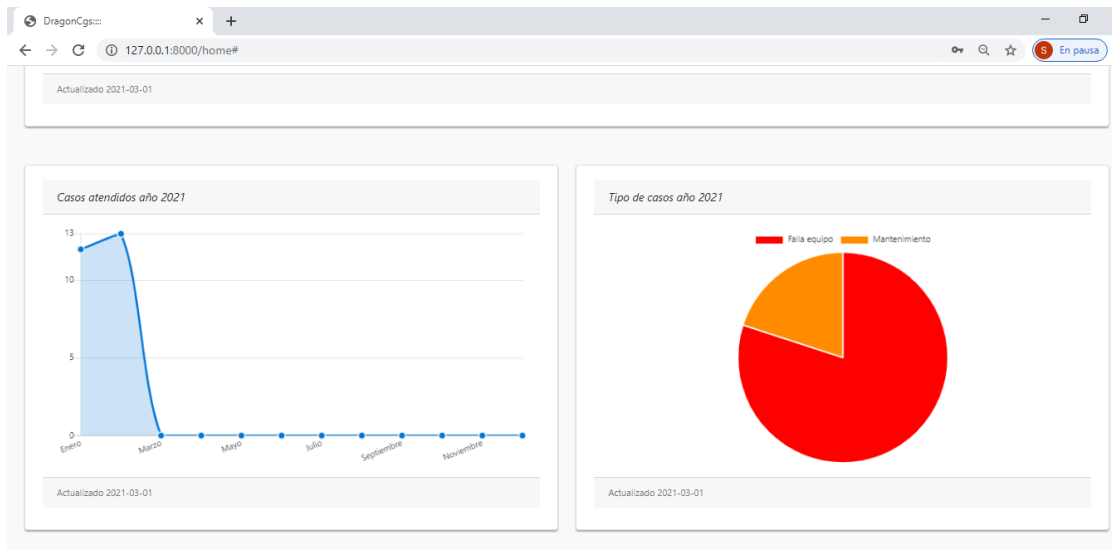 DragonCgs::::
127.0.0.1:8000/home#
S En pausa
Actualizado 2021-03-01
Casos atendidos año 2021
13
10
5
0
Enero Marzo Mayo Julio Septiembre Noviembre
Actualizado 2021-03-01
Tipo de casos año 2021
Falla equipo Mantenimiento
Actualizado 2021-03-01